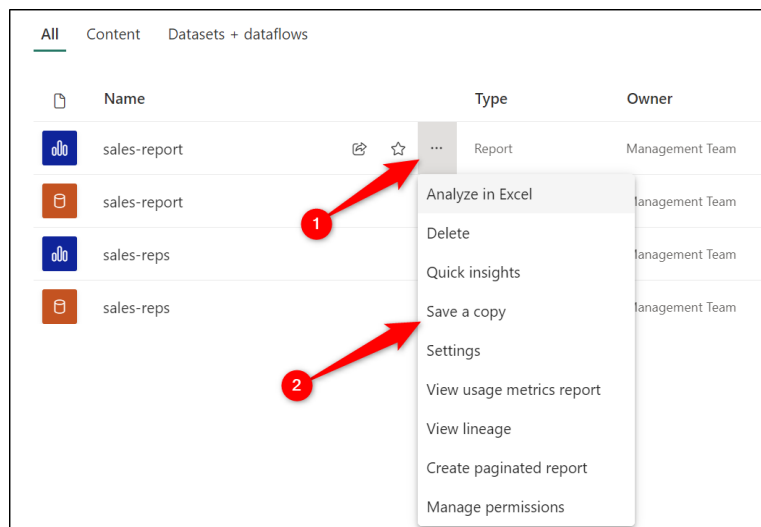 All Content Datasets + dataflows
Name Type Owner
sales-report ... Report Management Team
sales-report Management Team
sales-reps Management Team
sales-reps Management Team
1
2
Analyze in Excel
Delete
Quick insights
Save a copy
Settings
View usage metrics report
View lineage
Create paginated report
Manage permissions